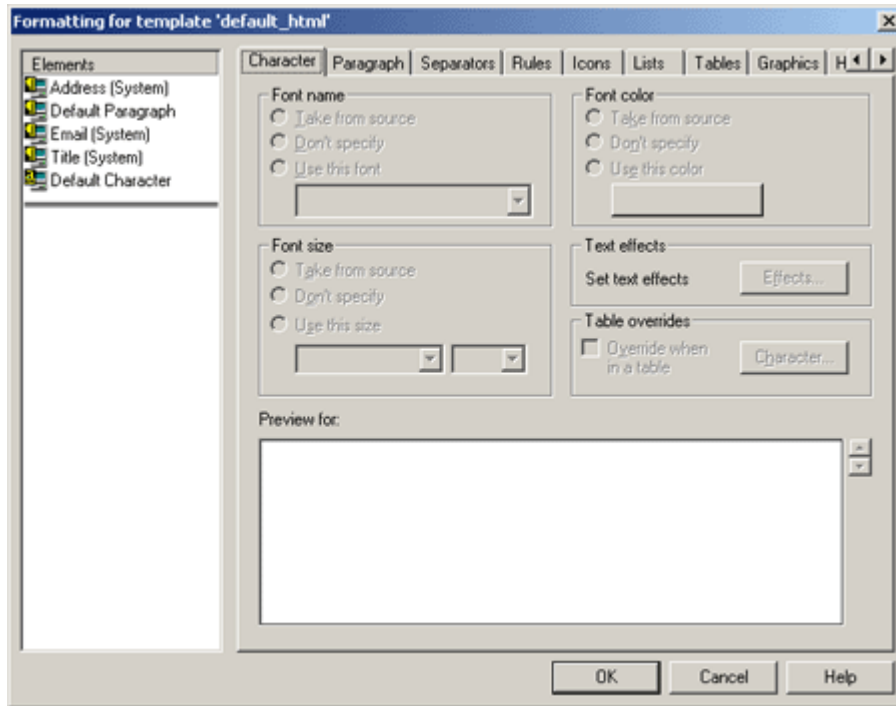 Formatting for template 'default_html'
Elements
Address (System)
Default Paragraph
Email (System)
Title (System)
Default Character
Character Paragraph Separators Rules Icons Lists Tables Graphics H
Font name
Take from source
Don't specify
Use this font
Font color
Take from source
Don't specify
Use this color
Font size
Take from source
Don't specify
Use this size
Text effects
Set text effects Effects...
Table overrides
Override when
in a table
Character...
Preview for:
OK Cancel Help